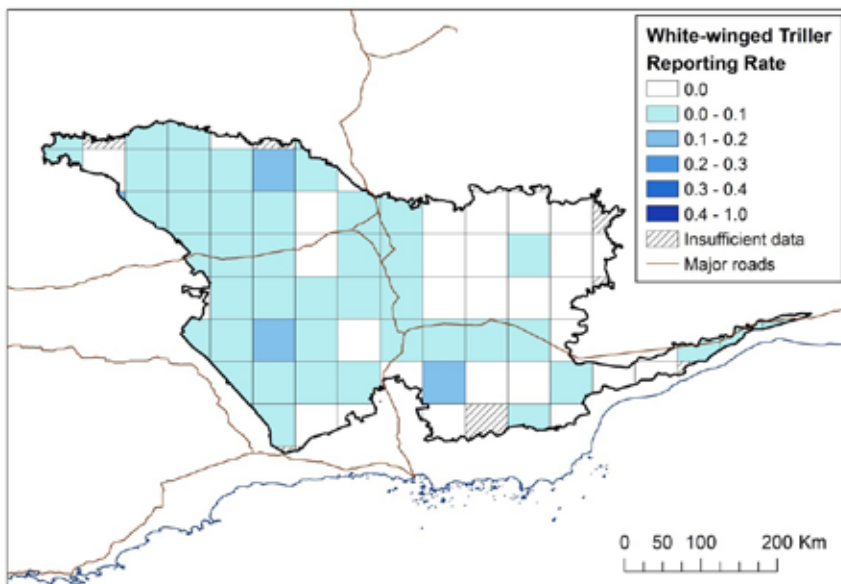 White-winged Triller
Reporting Rate
0.0
0.0 - 0.1
0.1 - 0.2
0.2 - 0.3
0.3 - 0.4
0.4 - 1.0
Insufficient data
Major roads
0 50 100 200 Km